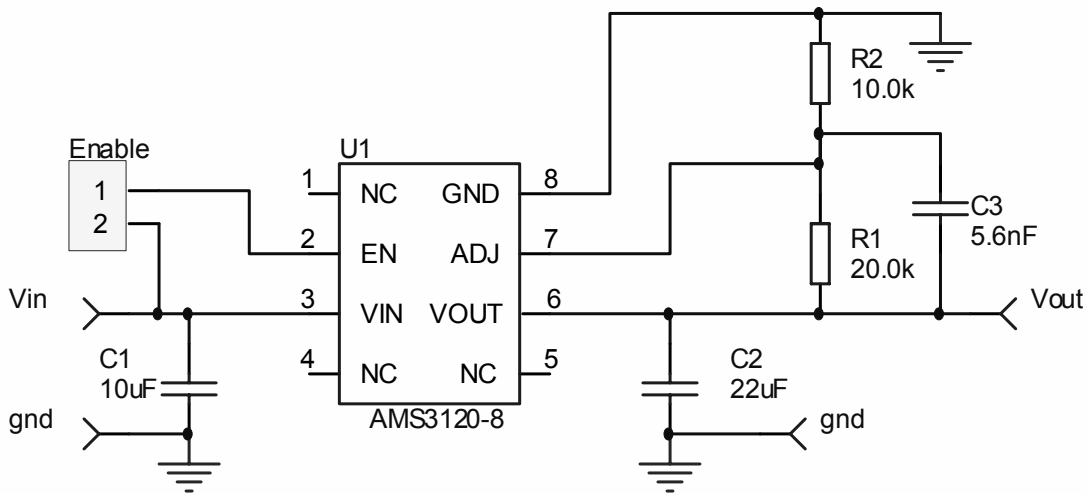 R2
10.0k
Enable
1
2
U1
1 NC GND 8
2 EN ADJ 7
3 VIN VOUT 6
4 NC NC 5
AMS3120-8
C3
5.6nF
R1
20.0k
Vin
Vout
C1
10uF
C2
22uF
gnd
gnd